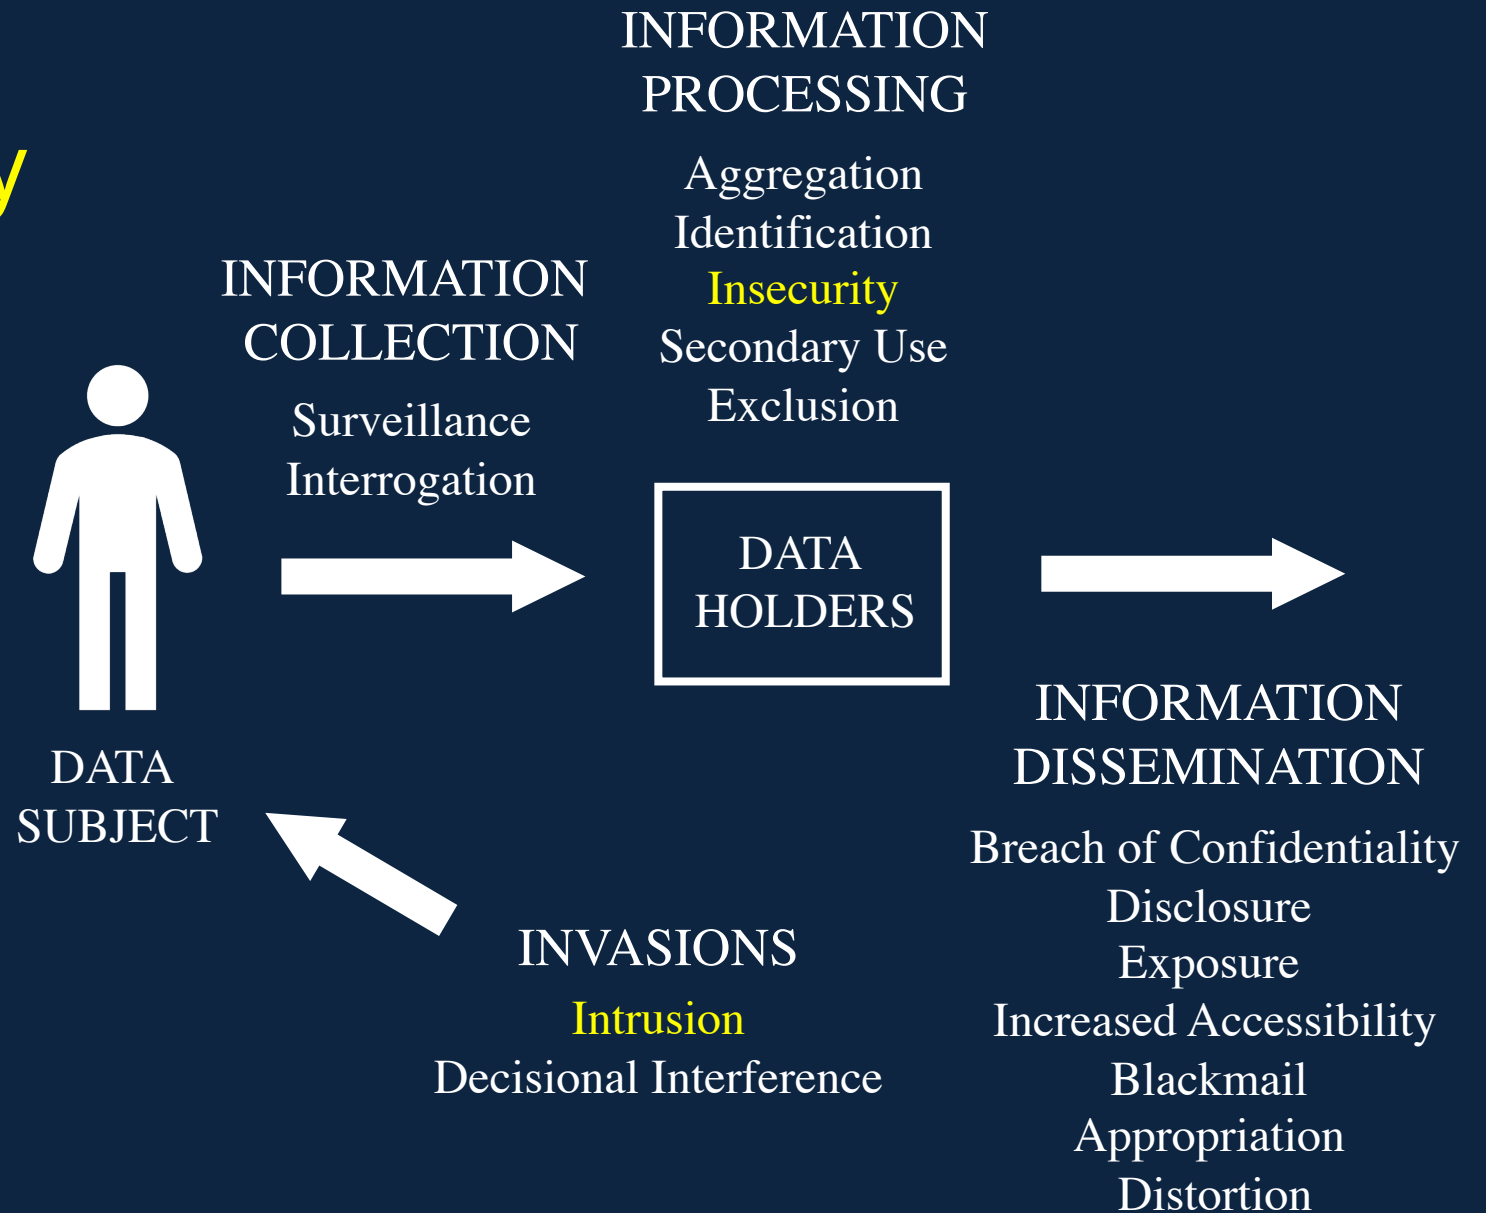 INFORMATION
PROCESSING
Aggregation
Identification
Insecurity
Secondary Use
Exclusion
y
INFORMATION
COLLECTION
Surveillance
Interrogation
DATA
HOLDERS
DATA
SUBJECT
INFORMATION
DISSEMINATION
Breach of Confidentiality
Disclosure
Exposure
Increased Accessibility
Blackmail
Appropriation
Distortion
INVASIONS
Intrusion
Decisional Interference